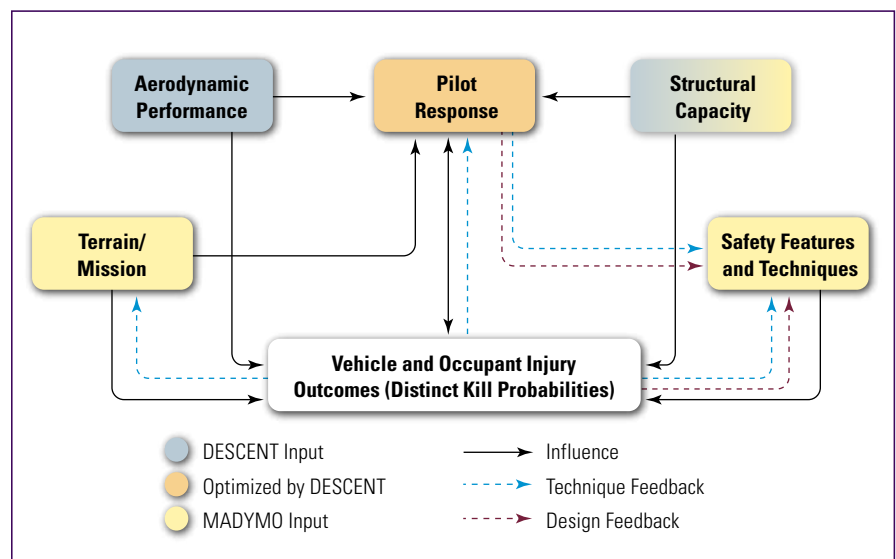 Aerodynamic
Performance
Pilot
Response
Structural
Capacity
Terrain/
Mission
Safety Features
and Techniques
Vehicle and Occupant Injury
Outcomes (Distinct Kill Probabilities)
DESCENT Input
Optimized by DESCENT
MADYMO Input
Influence
Technique Feedback
Design Feedback